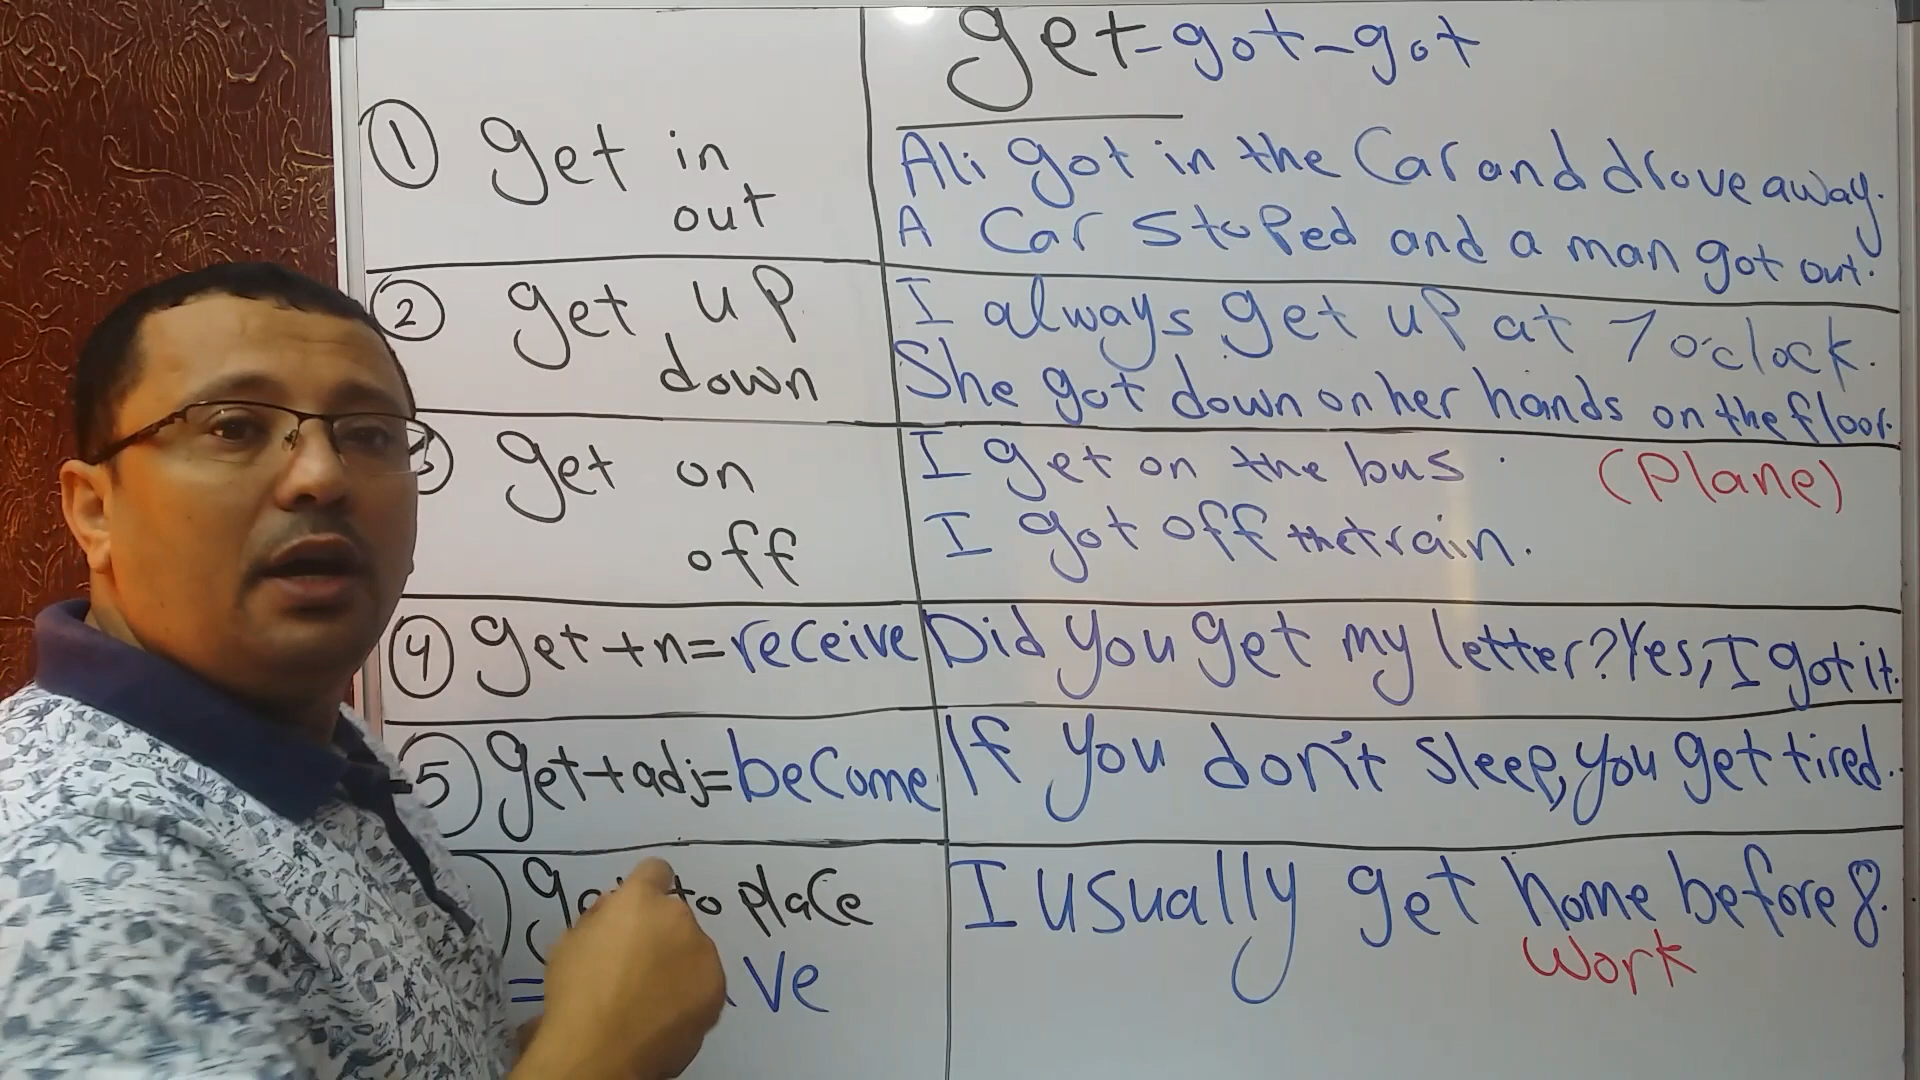 get-got-got
① get in
out
Ali got in the Car and drove away.
A Car stoped and a man got out.
② get up
down
I always get up at 7 o'clock.
She got down on her hands on the floor.
get on
off
I get on the bus. (Plane)
I got off the train.
④ get+n=receive
Did you get my letter? Yes, I got it.
⑤ get+adj=become
If you don't sleep, you get tired.
to place
=
I usually get home before 8.
work